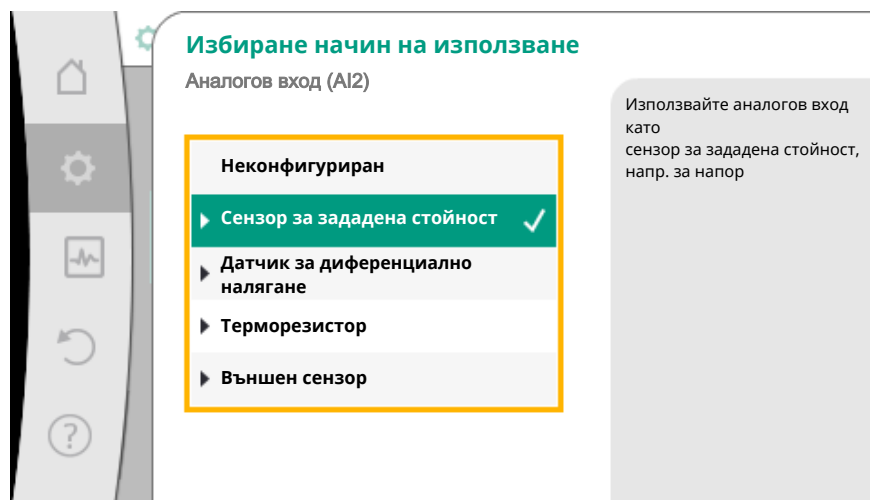 Избиране начин на използване
Аналогов вход (AI2)
Неконфигуриран
Сензор за зададена стойност
Датчик за диференциално
налягане
Терморезистор
Външен сензор
Използвайте аналогов вход
като
сензор за зададена стойност,
напр. за напор
?